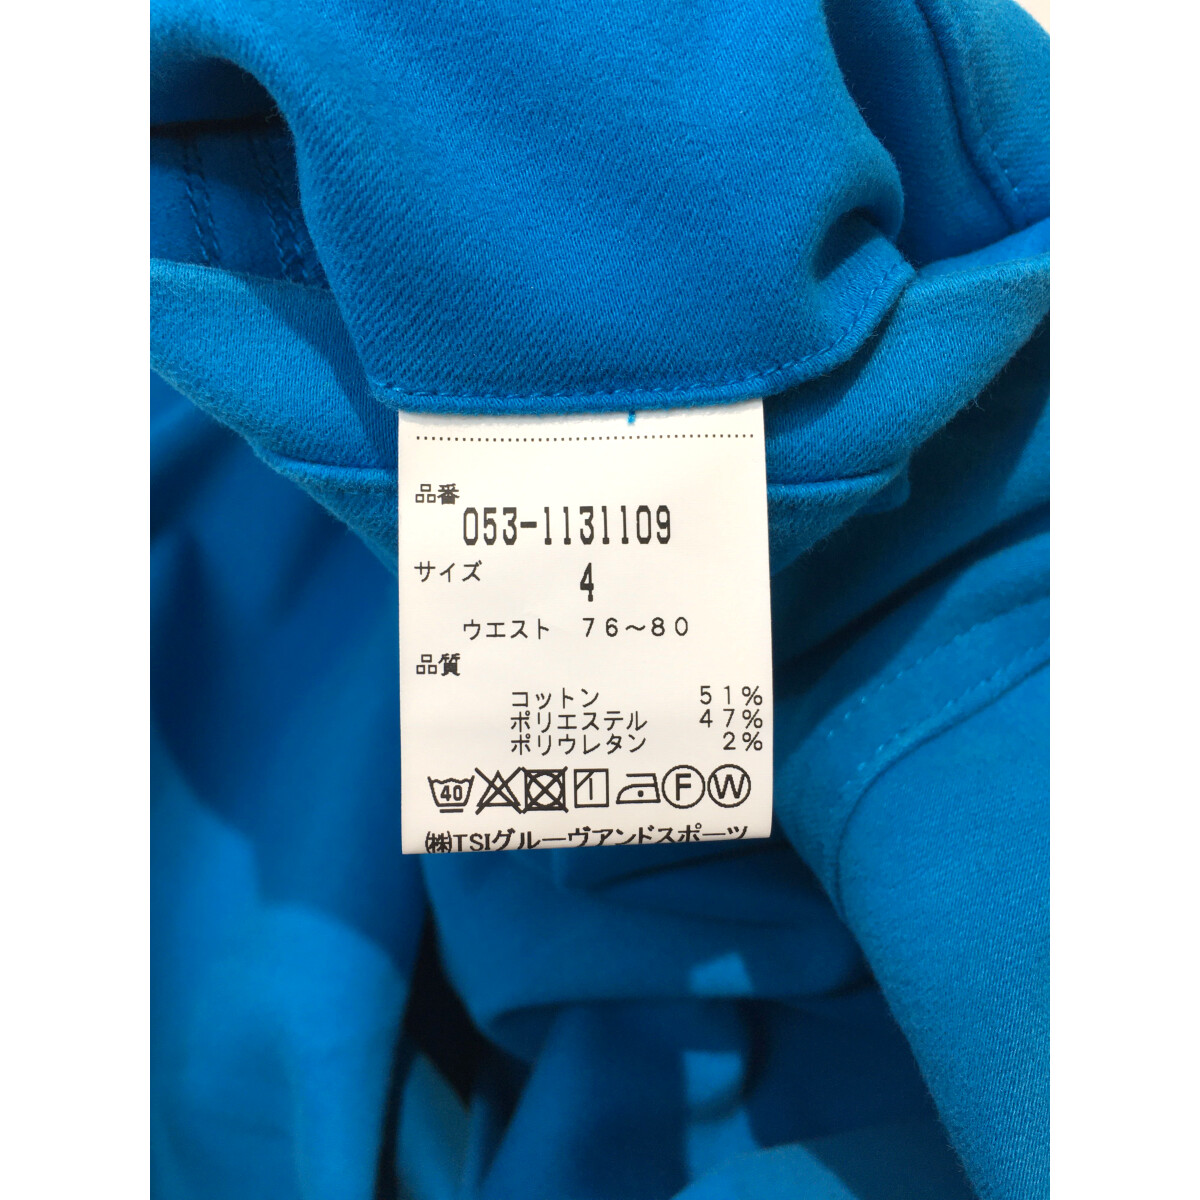 品番
053-1131109
サイズ 4
ウエスト 76~80
品質
コットン 51%
ポリエステル 47%
ポリウレタン 2%
40 F W
㈱TSIグルーヴアンドスポーツ